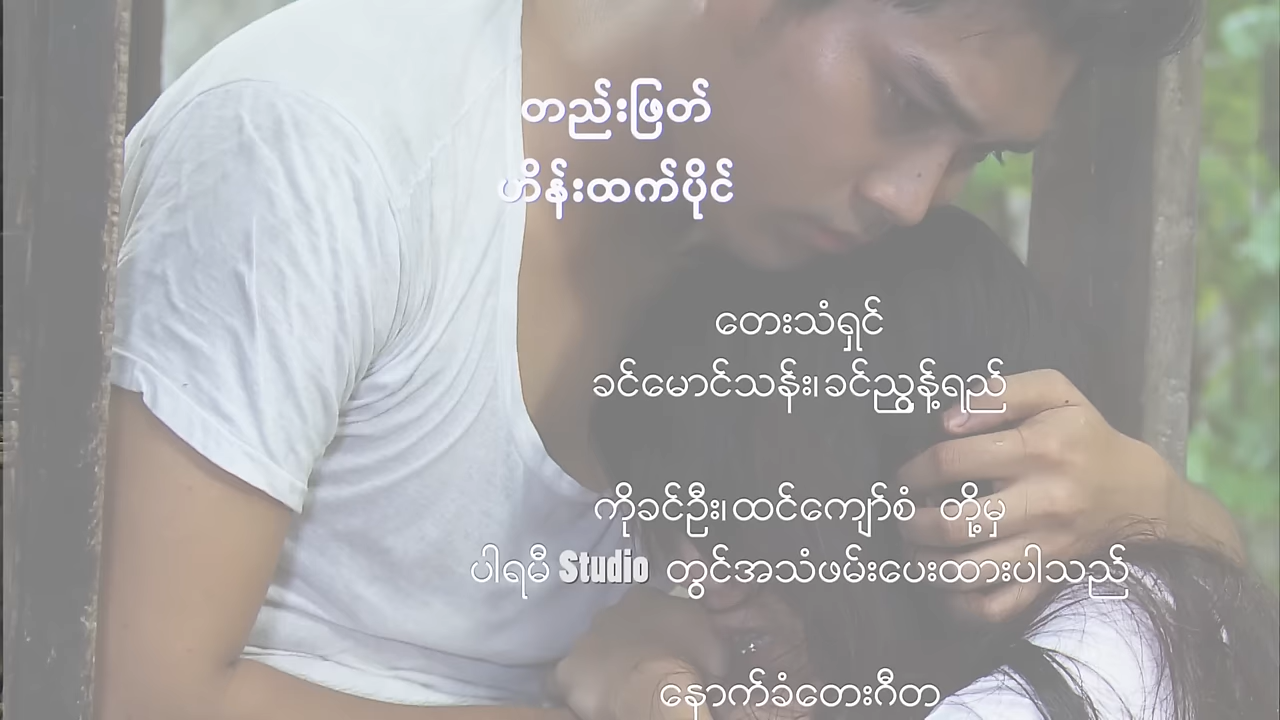 တည်းဖြတ်
ဟိန်းထက်ပိုင်
တေးသံရှင်
ခင်မောင်သန်း၊ခင်ညွန့်ရည်
ကိုခင်ဦး၊ထင်ကျော်စံ တို့မှ
ပါရမီ Studio တွင်အသံဖမ်းပေးထားပါသည်
နောက်ခံတေးဂီတ